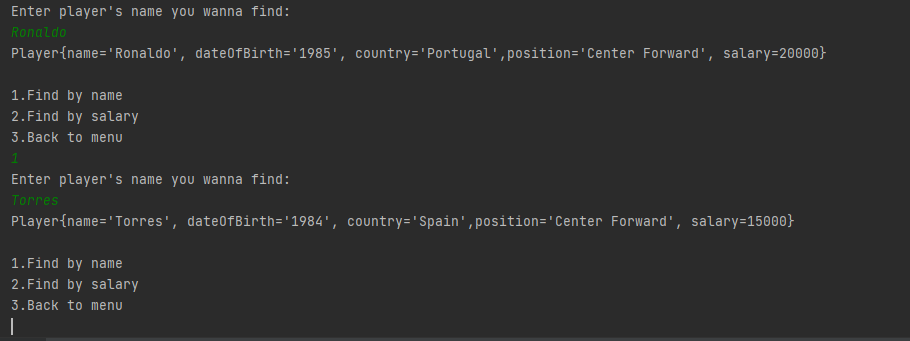 Enter player's name you wanna find:
Ronaldo
Player{name='Ronaldo', dateOfBirth='1985', country='Portugal',position='Center Forward', salary=20000}
1.Find by name
2.Find by salary
3.Back to menu
1
Enter player's name you wanna find:
Torres
Player{name='Torres', dateOfBirth='1984', country='Spain',position='Center Forward', salary=15000}
1.Find by name
2.Find by salary
3.Back to menu